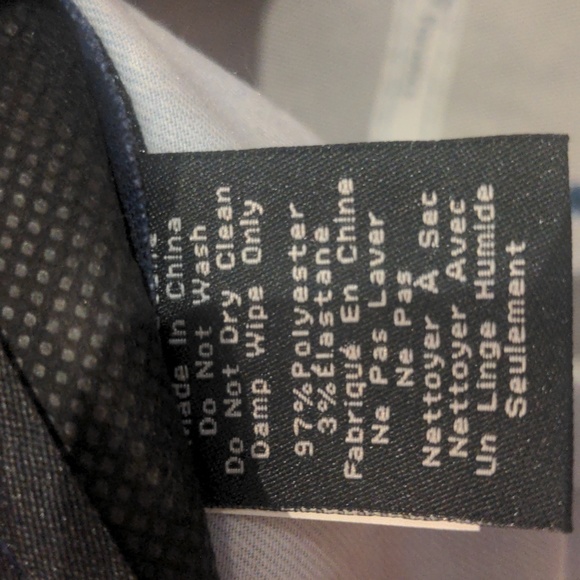 Made In China
Do Not Wash
Do Not Dry Clean
Damp Wipe Only
97%Polyester
3%Élastane
Fabriqué En Chine
Ne Pas Laver
Ne Pas
Nettoyer À Sec
Nettoyer Avec
Un Linge Humide
Seulement